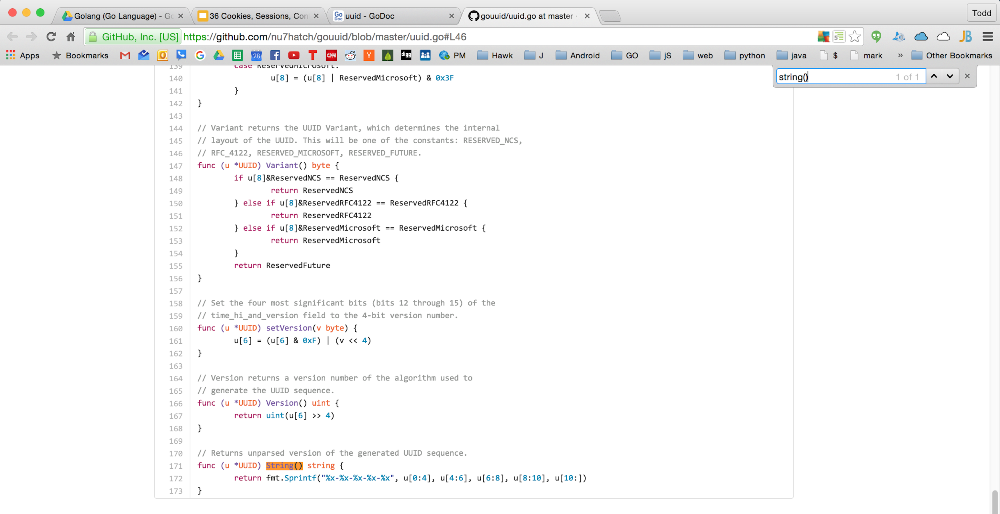 Golang (Go Language) - Go
36 Cookies, Sessions, Con
Go Doc uuid - GoDoc
gouuid/uuid.go at master ·
Todd
GitHub, Inc. [US] https://github.com/nu7hatch/gouuid/blob/master/uuid.go#L46
JB
Apps Bookmarks 28 T CNN Y digg PM Hawk J Android GO jS web python java $ mark » Other Bookmarks
string() 1 of 1
139 case ReservedMicrosoft:
140 u[8] = (u[8] | ReservedMicrosoft) & 0x3F
141 }
142 }
143
144 // Variant returns the UUID Variant, which determines the internal
145 // layout of the UUID. This will be one of the constants: RESERVED_NCS,
146 // RFC_4122, RESERVED_MICROSOFT, RESERVED_FUTURE.
147 func (u *UUID) Variant() byte {
148 if u[8]&ReservedNCS == ReservedNCS {
149 return ReservedNCS
150 } else if u[8]&ReservedRFC4122 == ReservedRFC4122 {
151 return ReservedRFC4122
152 } else if u[8]&ReservedMicrosoft == ReservedMicrosoft {
153 return ReservedMicrosoft
154 }
155 return ReservedFuture
156 }
157
158 // Set the four most significant bits (bits 12 through 15) of the
159 // time_hi_and_version field to the 4-bit version number.
160 func (u *UUID) setVersion(v byte) {
161 u[6] = (u[6] & 0xF) | (v << 4)
162 }
163
164 // Version returns a version number of the algorithm used to
165 // generate the UUID sequence.
166 func (u *UUID) Version() uint {
167 return uint(u[6] >> 4)
168 }
169
170 // Returns unparsed version of the generated UUID sequence.
171 func (u *UUID) String() string {
172 return fmt.Sprintf("%x-%x-%x-%x-%x", u[0:4], u[4:6], u[6:8], u[8:10], u[10:])
173 }